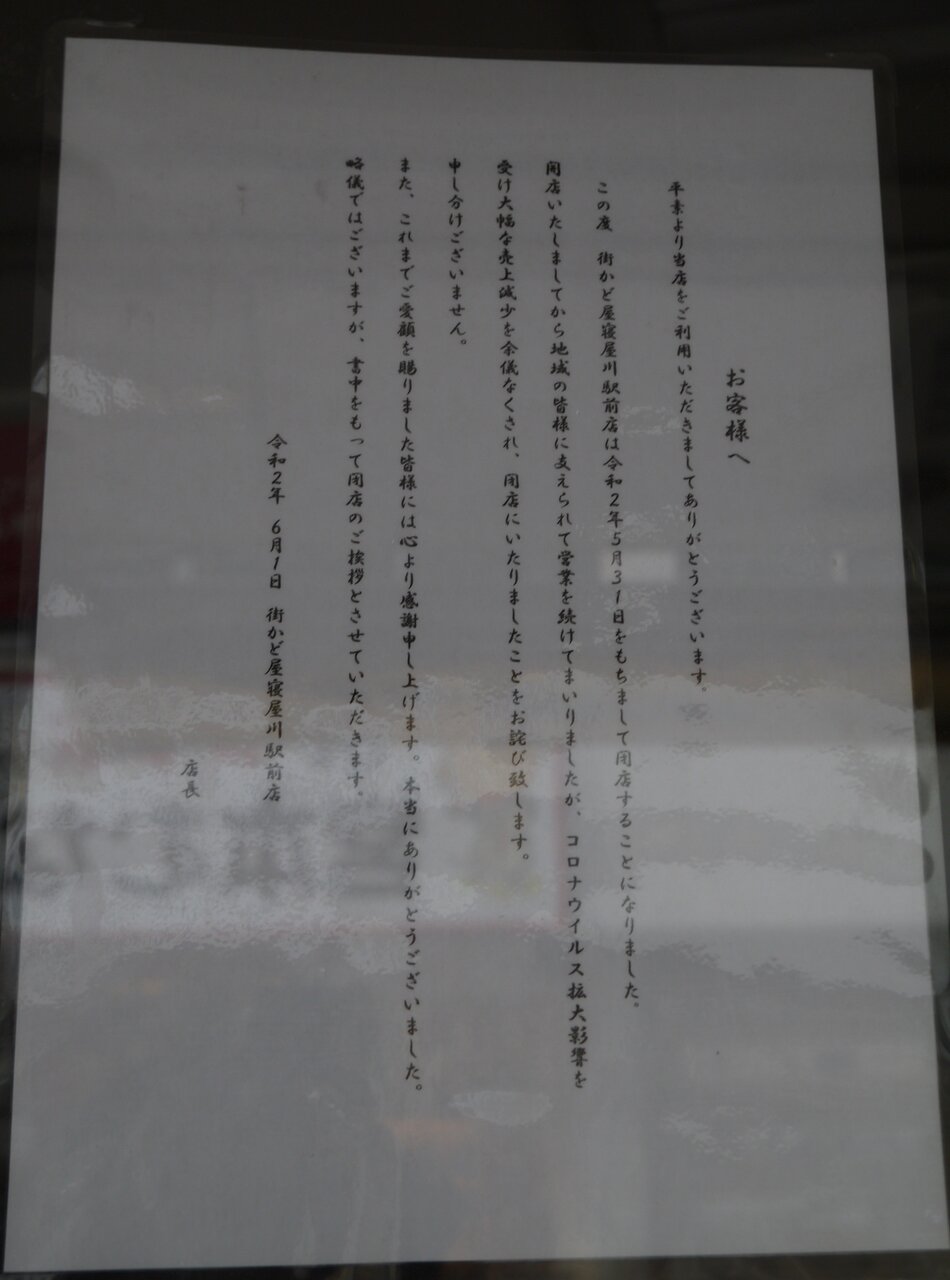 お客様へ
平素より当店をご利用いただきましてありがとうございます。
この度　街かど屋寝屋川駅前店は令和2年5月31日をもちまして閉店することになりました。
開店いたしましてから地域の皆様に支えられて営業を続けてまいりましたが、コロナウイルス拡大影響を
受け大幅な売上減少を余儀なくされ、閉店にいたりましたことをお詫び致します。
申し分けございません。
また、これまでご愛顧を賜りました皆様には心より感謝申し上げます。本当にありがとうございました。
略儀ではございますが、書中をもって閉店のご挨拶とさせていただきます。
令和2年　6月1日　街かど屋寝屋川駅前店
店長